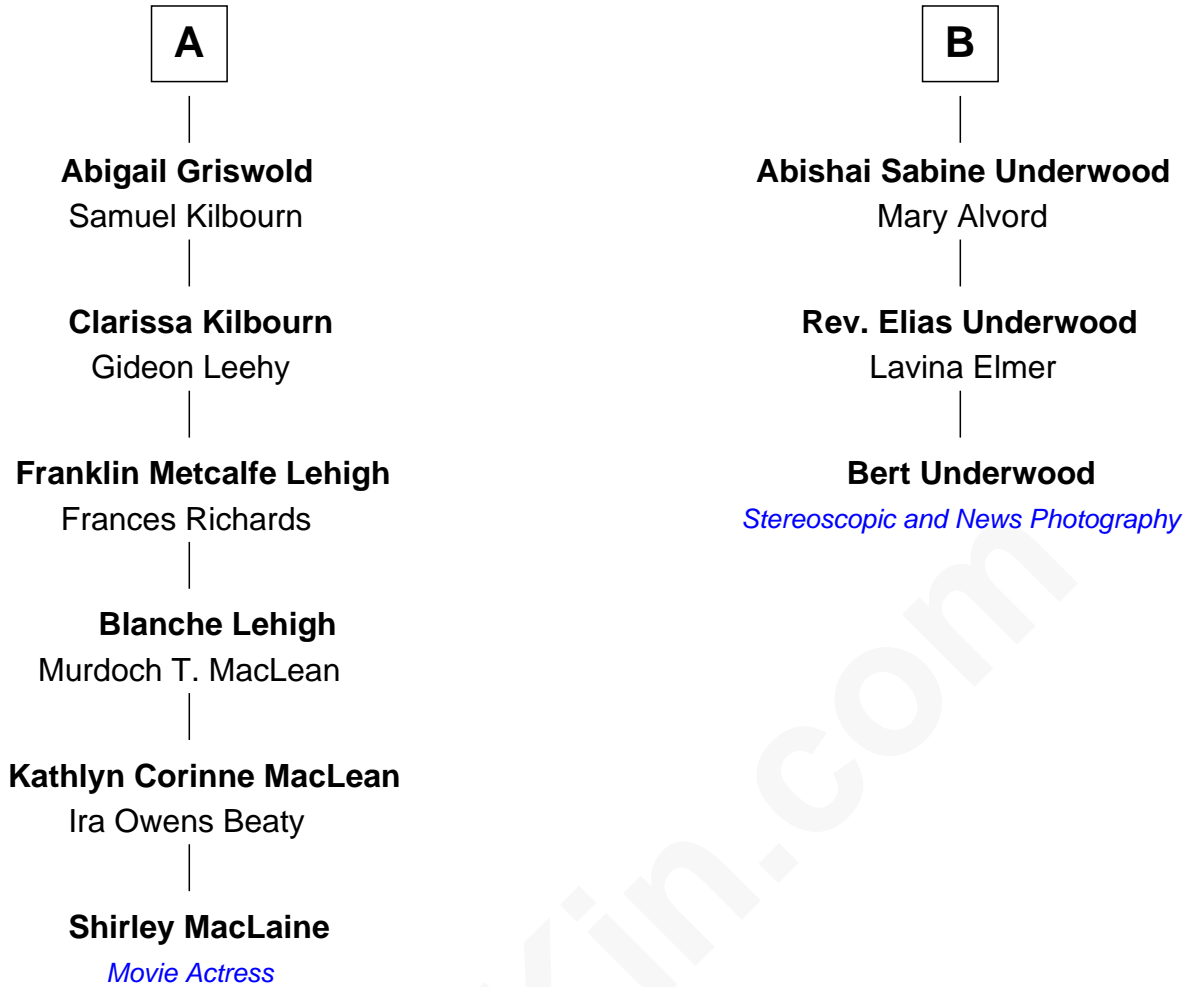 A
Abigail Griswold
Samuel Kilbourn
Clarissa Kilbourn
Gideon Leehy
Franklin Metcalfe Lehigh
Frances Richards
Blanche Lehigh
Murdoch T. MacLean
Kathlyn Corinne MacLean
Ira Owens Beaty
Shirley MacLaine
Movie Actress
B
Abishai Sabine Underwood
Mary Alvord
Rev. Elias Underwood
Lavina Elmer
Bert Underwood
Stereoscopic and News Photography
Kin.com